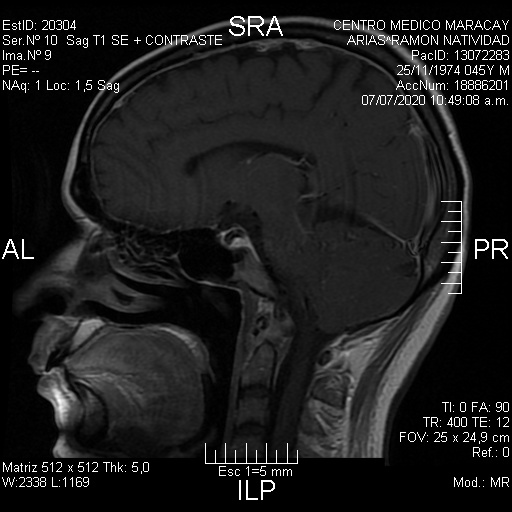 EstID: 20304
Ser.Nº 10 Sag T1 SE + CONTRASTE
Ima.Nº 9
PE= --
NAq: 1 Loc: 1,5 Sag
SRA
CENTRO MEDICO MARACAY
ARIAS^RAMON NATIVIDAD
PacID: 13072283
25/11/1974 045Y M
AccNum: 18886201
07/07/2020 10:49:08 a.m.
AL
PR
TI: 0 FA: 90
TR: 400 TE: 12
FOV: 25 x 24,9 cm
Ref.: 0
Matriz 512 x 512 Thk: 5,0
W:2338 L:1169
Esc 1=5 mm
ILP
Mod.: MR